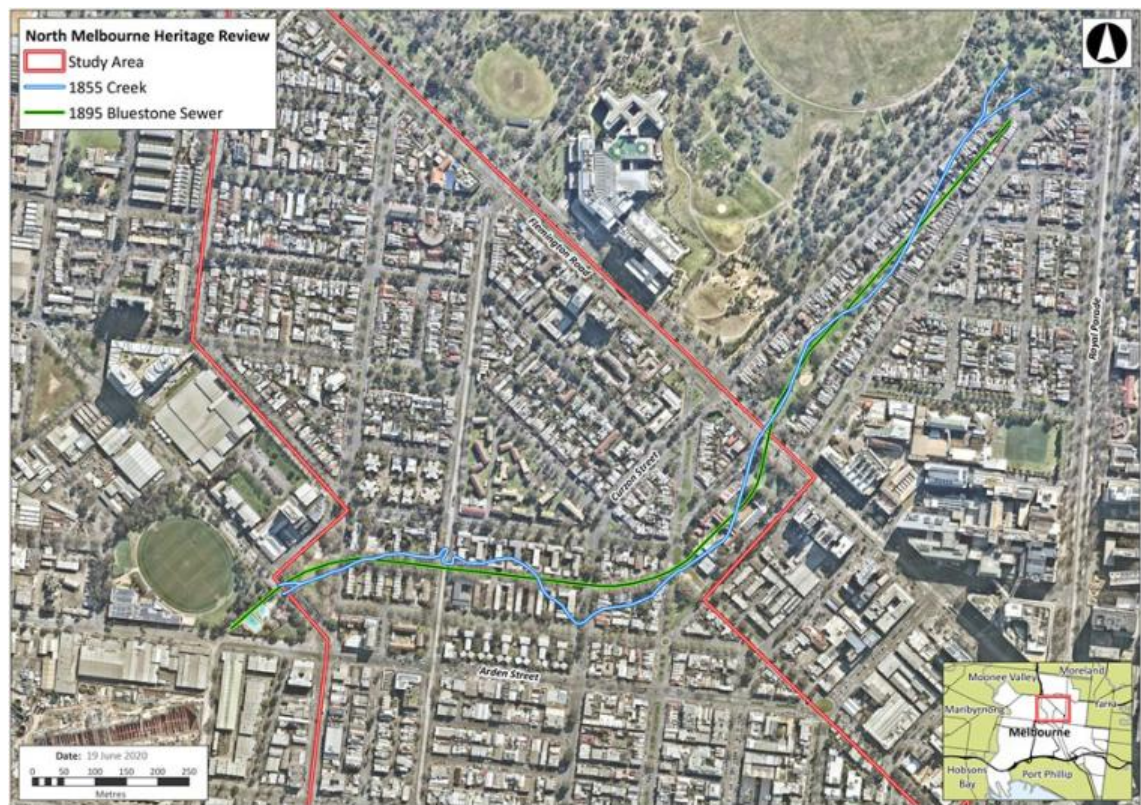 North Melbourne Heritage Review
Study Area
1855 Creek
1895 Bluestone Sewer
Flemington Road
Royal Parade
Curzon Street
Arden Street
Date: 19 June 2020
0 50 100 150 200 250
Metres
Moreland
Moonee Valley
Maribyrnong
Yarra
Melbourne
Hobsons
Bay
Port Phillip